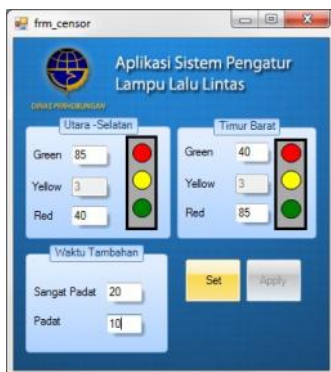 frm_censor
Aplikasi Sistem Pengatur
Lampu Lalu Lintas
DINAS PERHUBUNGAN
Utara -Selatan
Green 85
Yellow 3
Red 40
Timur Barat
Green 40
Yellow 3
Red 85
Waktu Tambahan
Sangat Padat 20
Padat 10
Set
Apply